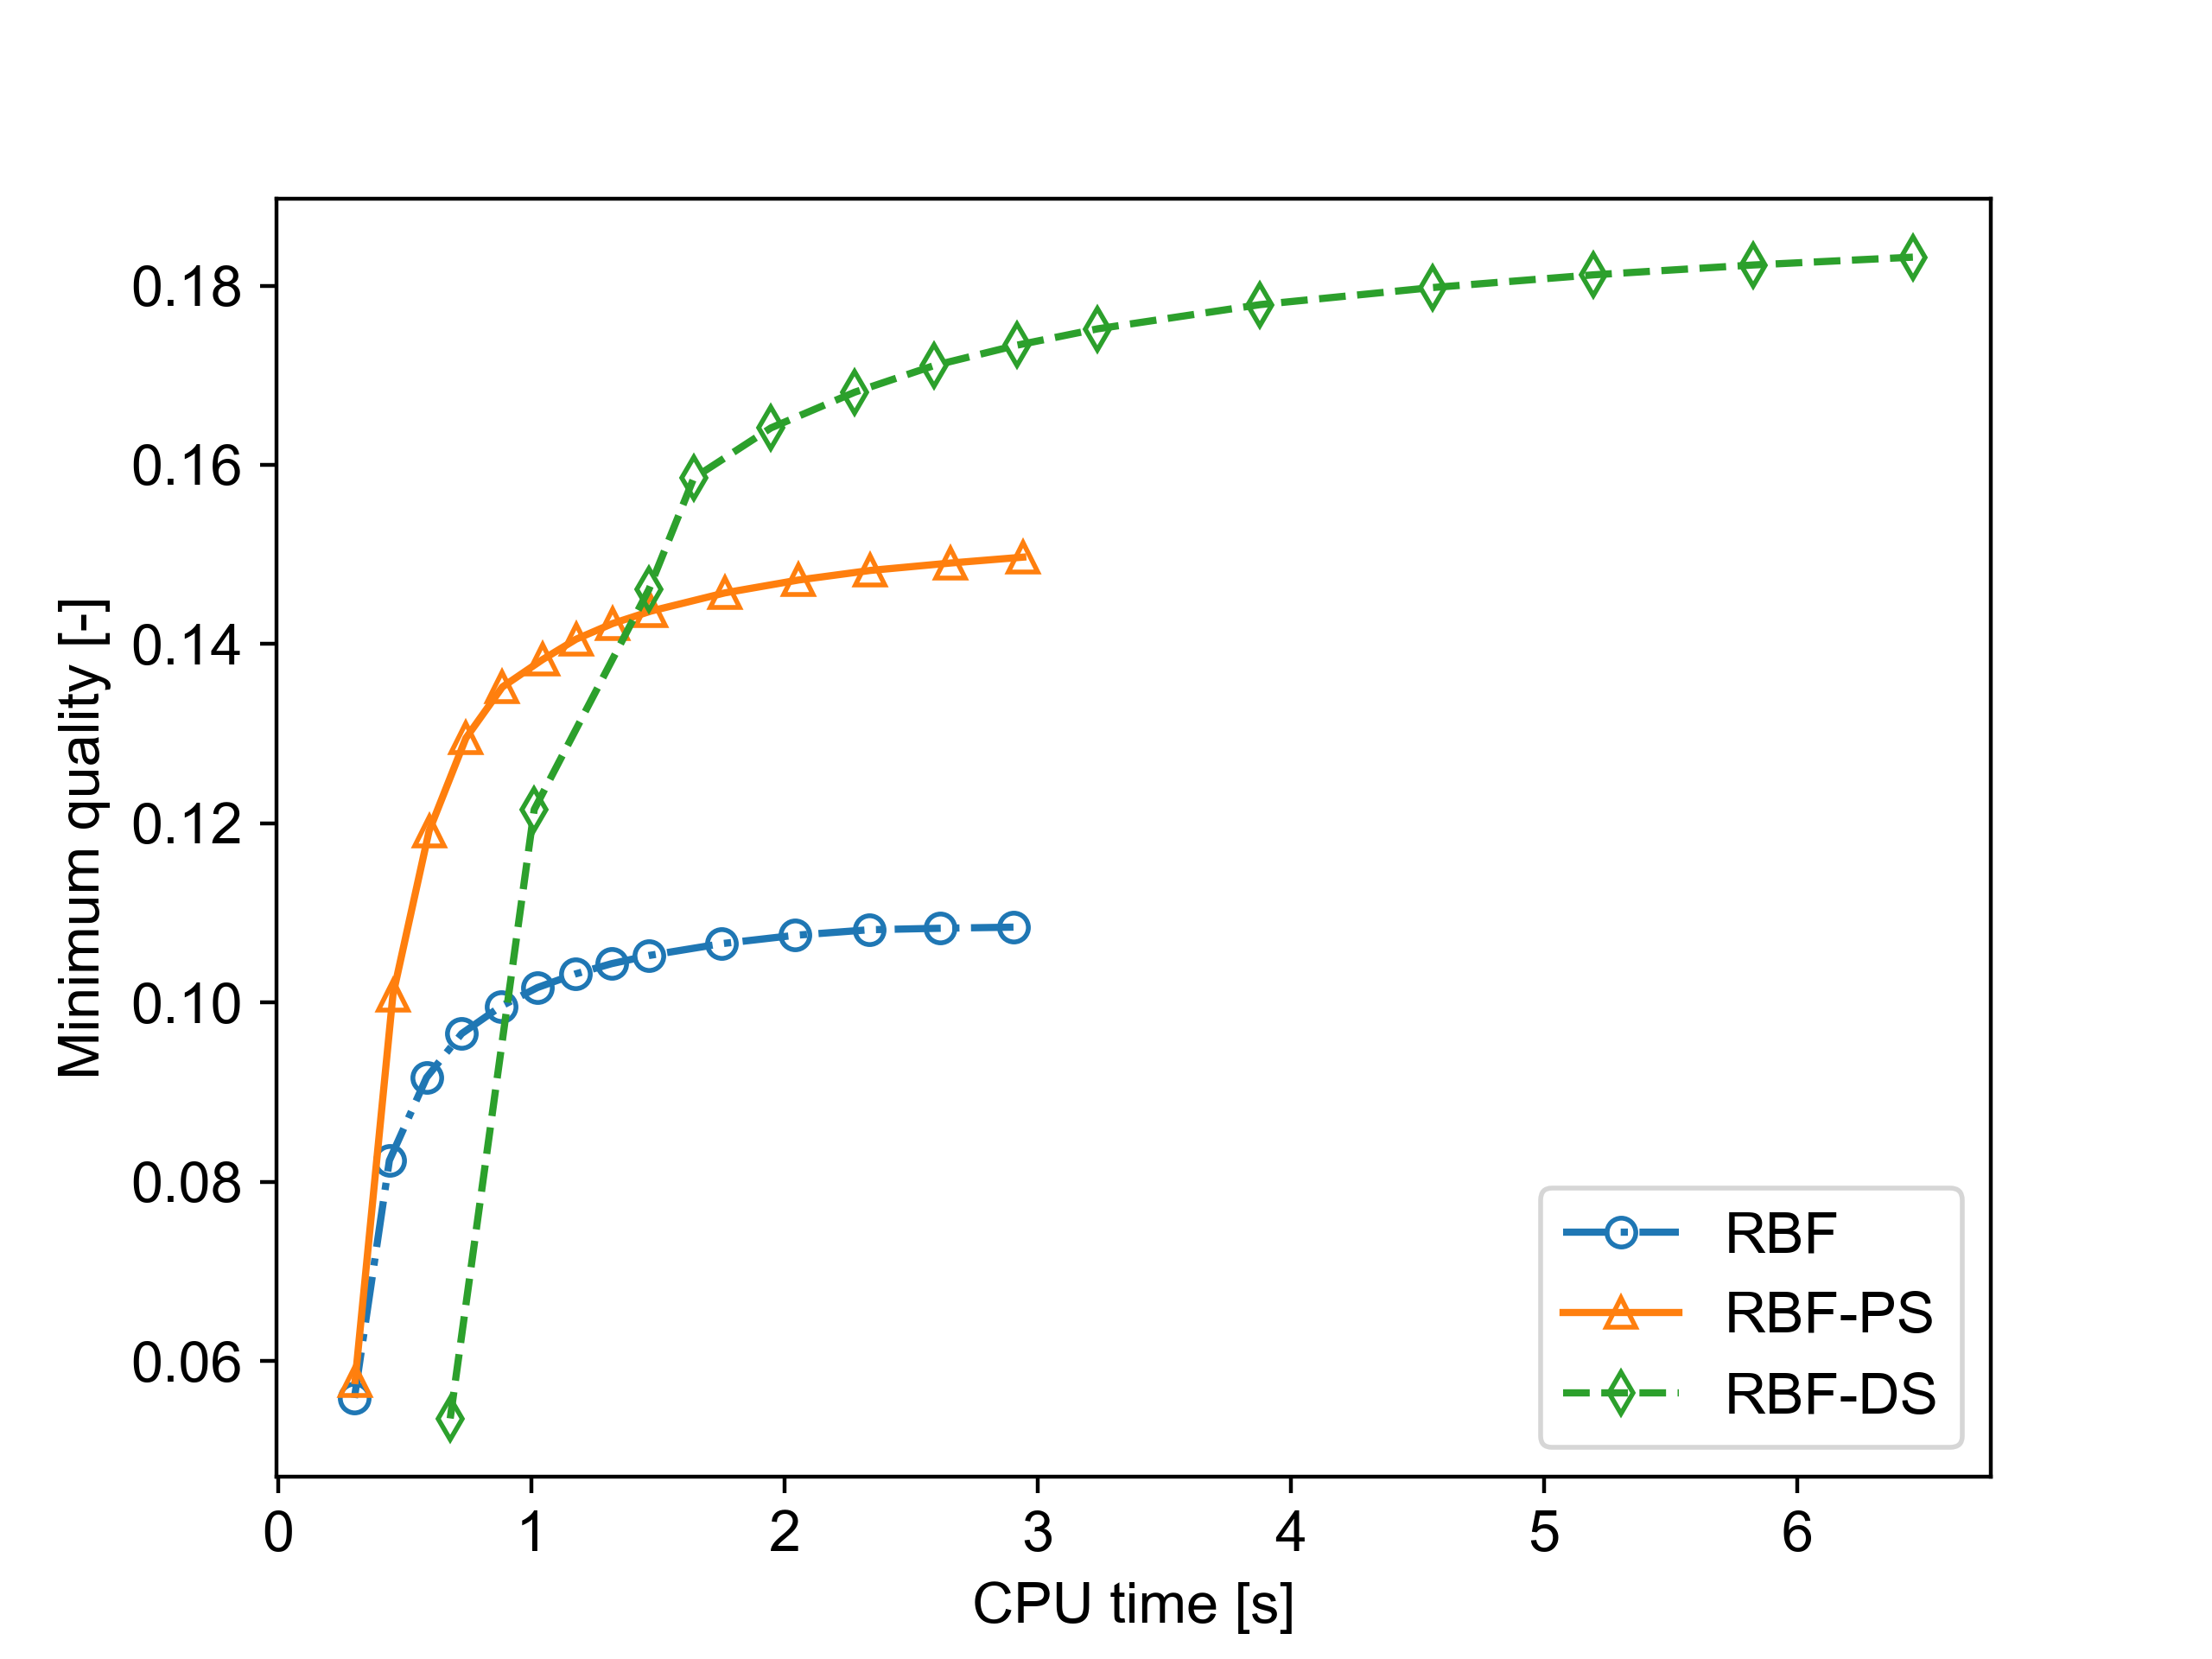 0.18
0.16
0.14
0.12
0.10
0.08
0.06
Minimum quality [-]
0 1 2 3 4 5 6
CPU time [s]
RBF
RBF-PS
RBF-DS